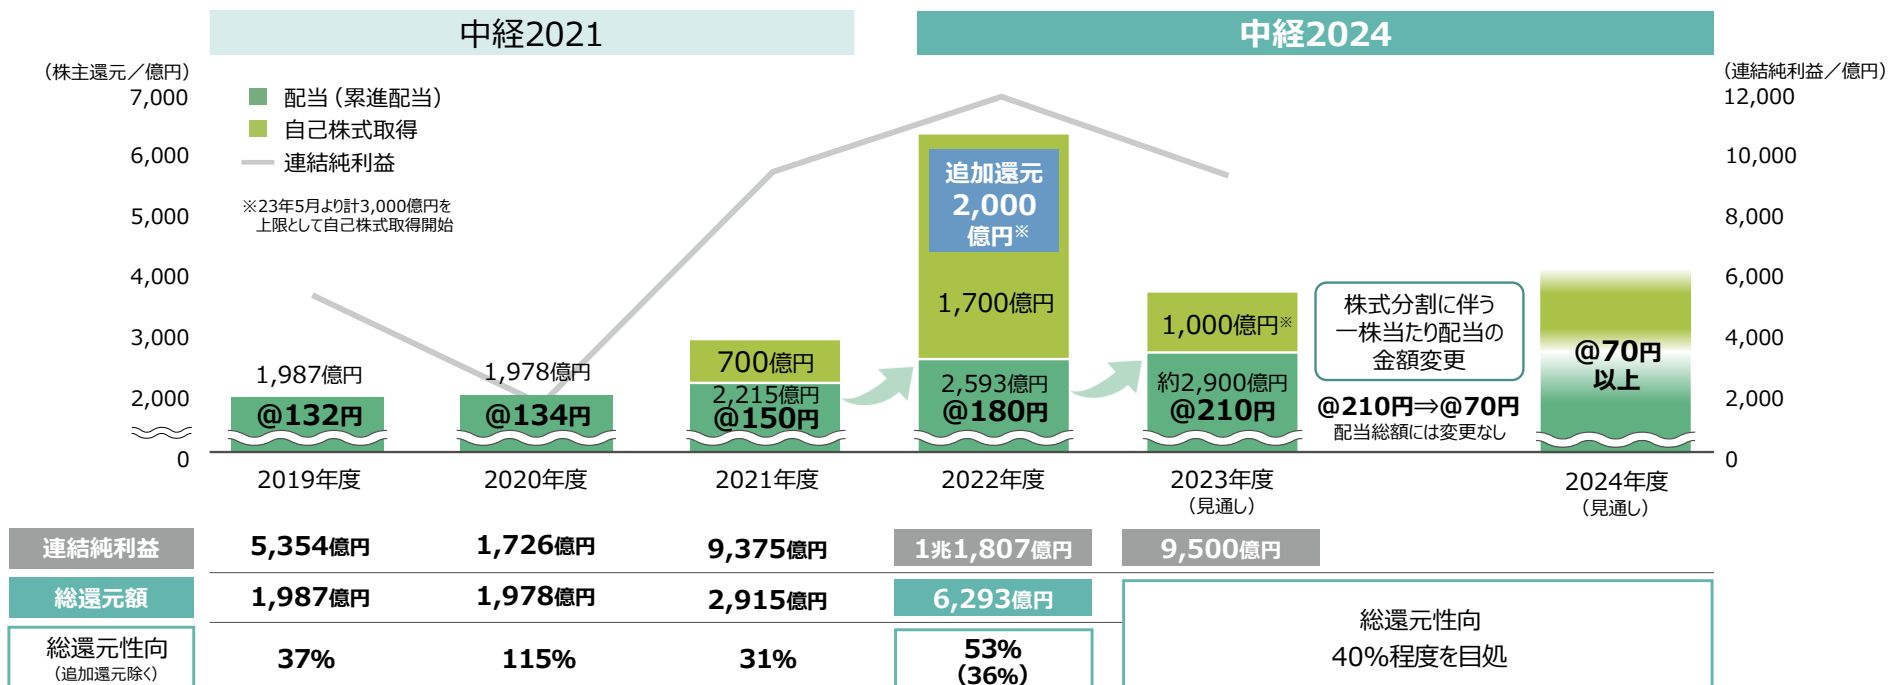 中経2021
中経2024
（株主還元／億円）
（連結純利益／億円）
7,000
6,000
5,000
4,000
3,000
2,000
0
12,000
10,000
8,000
6,000
4,000
2,000
0
配当（累進配当）
自己株式取得
連結純利益
※23年5月より計3,000億円を
上限として自己株式取得開始
1,987億円
@132円
1,978億円
@134円
700億円
2,215億円
@150円
追加還元
2,000
億円※
1,700億円
2,593億円
@180円
1,000億円※
約2,900億円
@210円
株式分割に伴う
一株当たり配当の
金額変更
@210円⇒@70円
配当総額には変更なし
@70円
以上
2019年度
2020年度
2021年度
2022年度
2023年度
（見通し）
2024年度
（見通し）
連結純利益 5,354億円 1,726億円 9,375億円 1兆1,807億円 9,500億円
総還元額 1,987億円 1,978億円 2,915億円 6,293億円
総還元性向
（追加還元除く）
37% 115% 31% 53%
（36%）
総還元性向
40%程度を目処